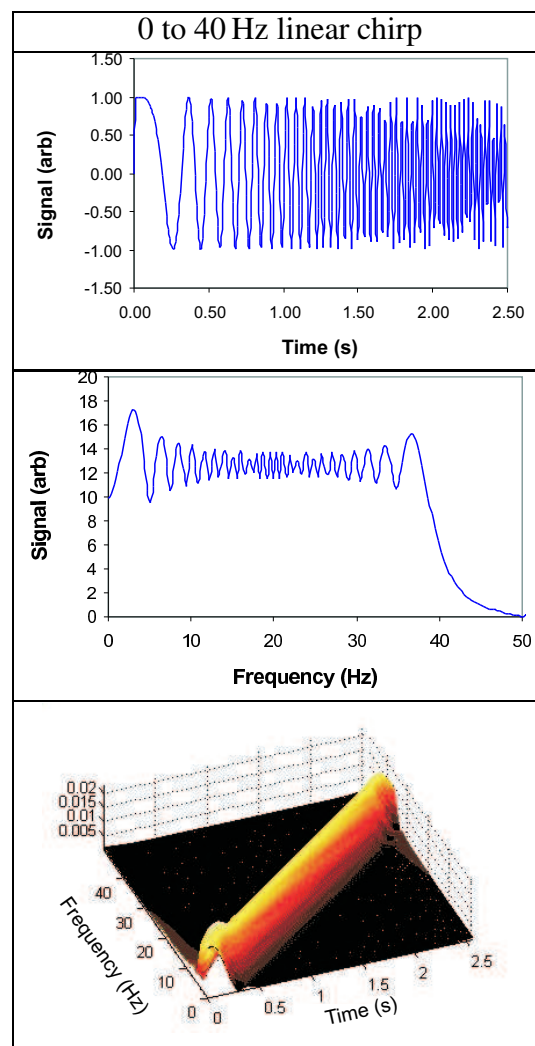 0 to 40 Hz linear chirp
1.50
1.00
0.50
0.00
-0.50
-1.00
-1.50
Signal (arb)
0.00 0.50 1.00 1.50 2.00 2.50
Time (s)
20
18
16
14
12
10
8
6
4
2
0
Signal (arb)
0 10 20 30 40 50
Frequency (Hz)
0.02
0.015
0.01
0.005
40
30
20
10
0
Frequency (Hz)
0 0.5 1 1.5 2 2.5
Time (s)